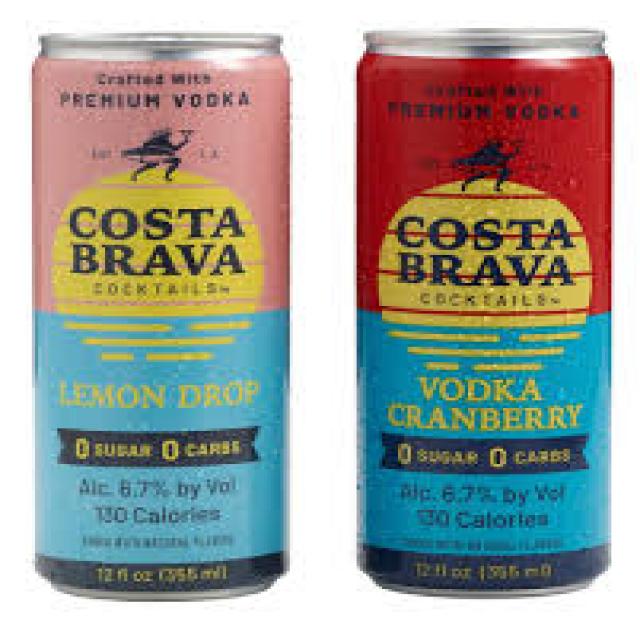 Crafted With
PREMIUM VODKA
COSTA
BRAVA
COCKTAILS™
LEMON DROP
0 SUGAR 0 CARBS
Alc. 6.7% by Vol
130 Calories
12 fl oz (355 ml)
Crafted With
PREMIUM VODKA
COSTA
BRAVA
COCKTAILS™
VODKA
CRANBERRY
0 SUGAR 0 CARBS
Alc. 6.7% by Vol
130 Calories
12 fl oz (355 ml)